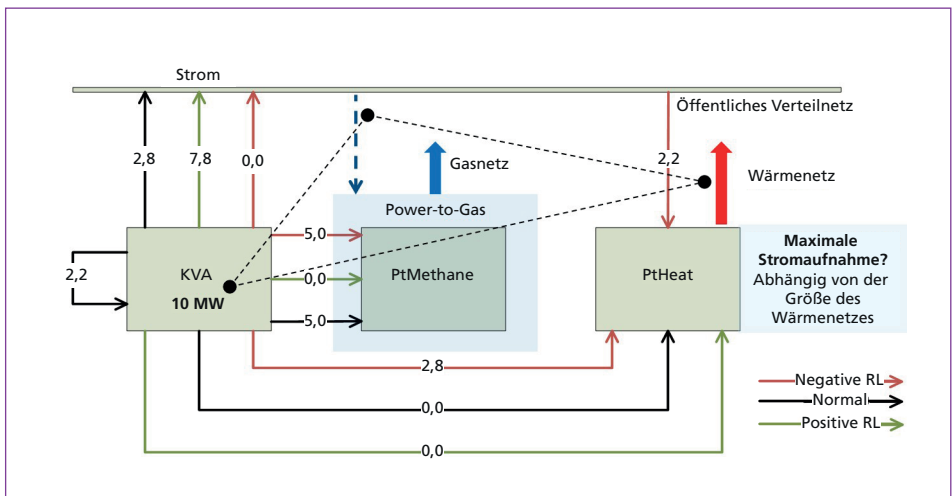 Strom
Öffentliches Verteilnetz
2,8
7,8
0,0
2,2
Gasnetz
Wärmenetz
Power-to-Gas
5,0
KVA
10 MW
2,2
0,0
PtMethane
5,0
PtHeat
Maximale
Stromaufnahme?
Abhängig von der
Größe des
Wärmenetzes
2,8
0,0
0,0
Negative RL
Normal
Positive RL